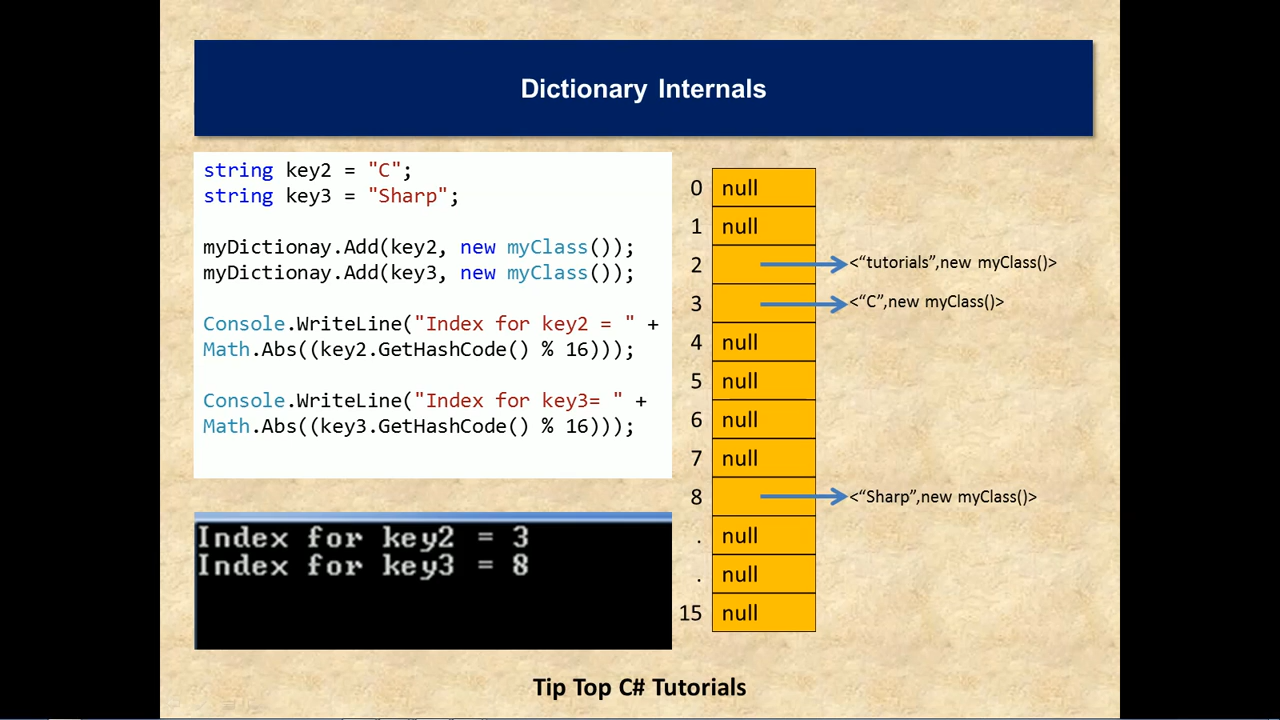 Dictionary Internals
string key2 = "C";
string key3 = "Sharp";
myDictionay.Add(key2, new myClass());
myDictionay.Add(key3, new myClass());
Console.WriteLine("Index for key2 = " +
Math.Abs((key2.GetHashCode() % 16)));
Console.WriteLine("Index for key3= " +
Math.Abs((key3.GetHashCode() % 16)));
Index for key2 = 3
Index for key3 = 8
0 null
1 null
2 <“tutorials”,new myClass()>
3 <“C”,new myClass()>
4 null
5 null
6 null
7 null
8 <“Sharp”,new myClass()>
. null
. null
15 null
Tip Top C# Tutorials